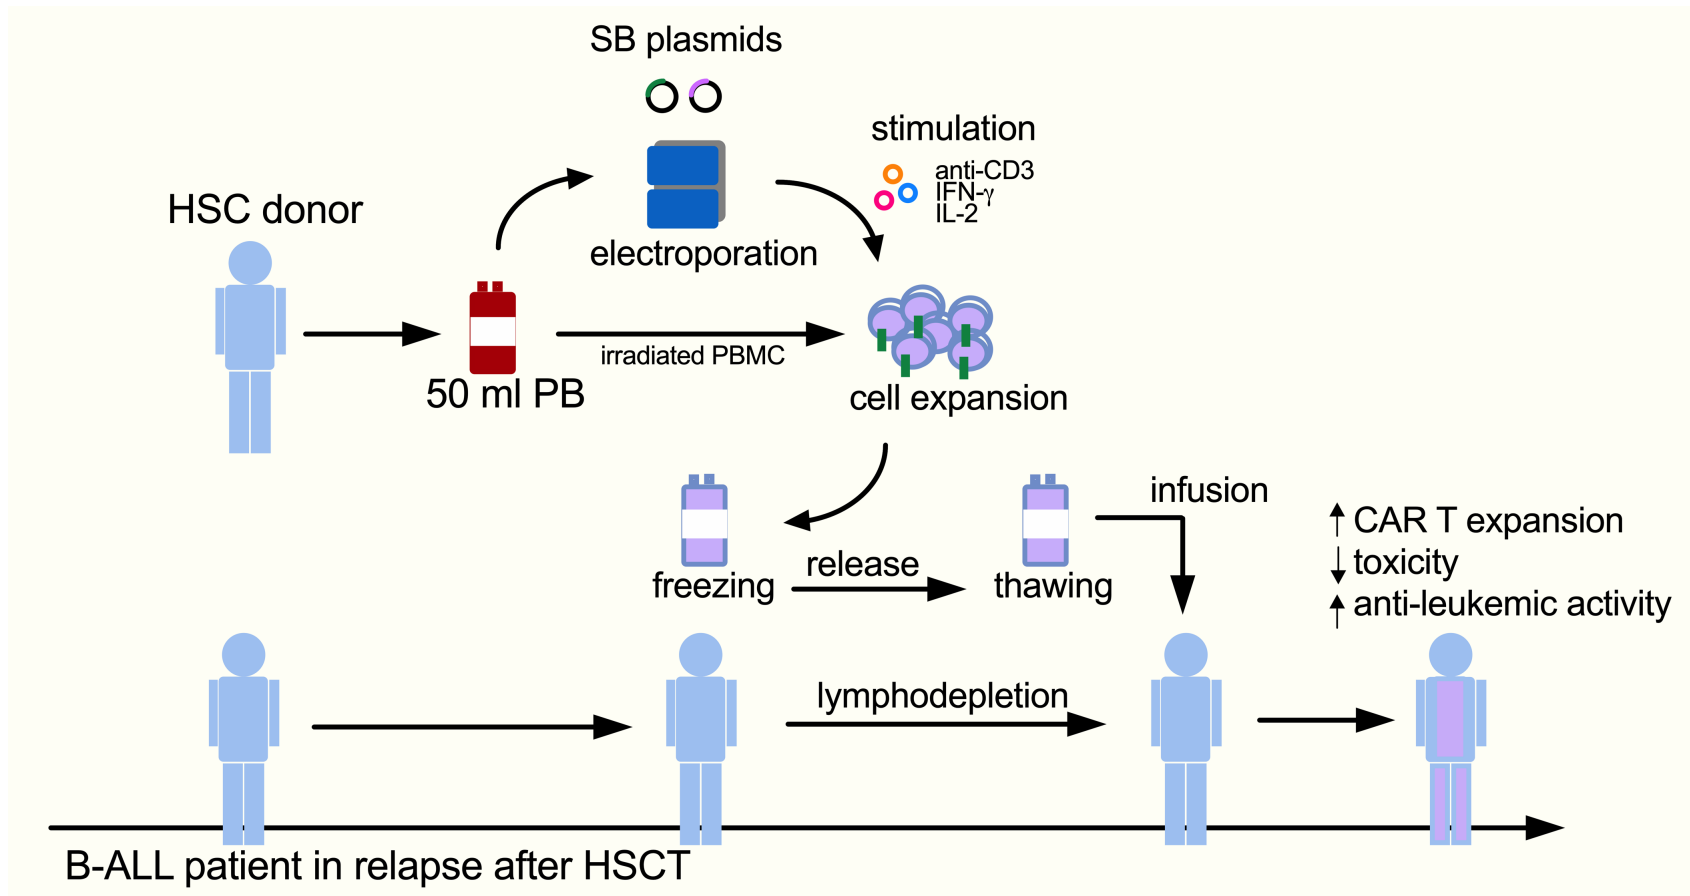 SB plasmids
stimulation
anti-CD3
IFN-γ
IL-2
HSC donor
electroporation
irradiated PBMC
50 ml PB
cell expansion
infusion
CAR T expansion
release
toxicity
freezing
thawing
anti-leukemic activity
lymphodepletion
B-ALL patient in relapse after HSCT